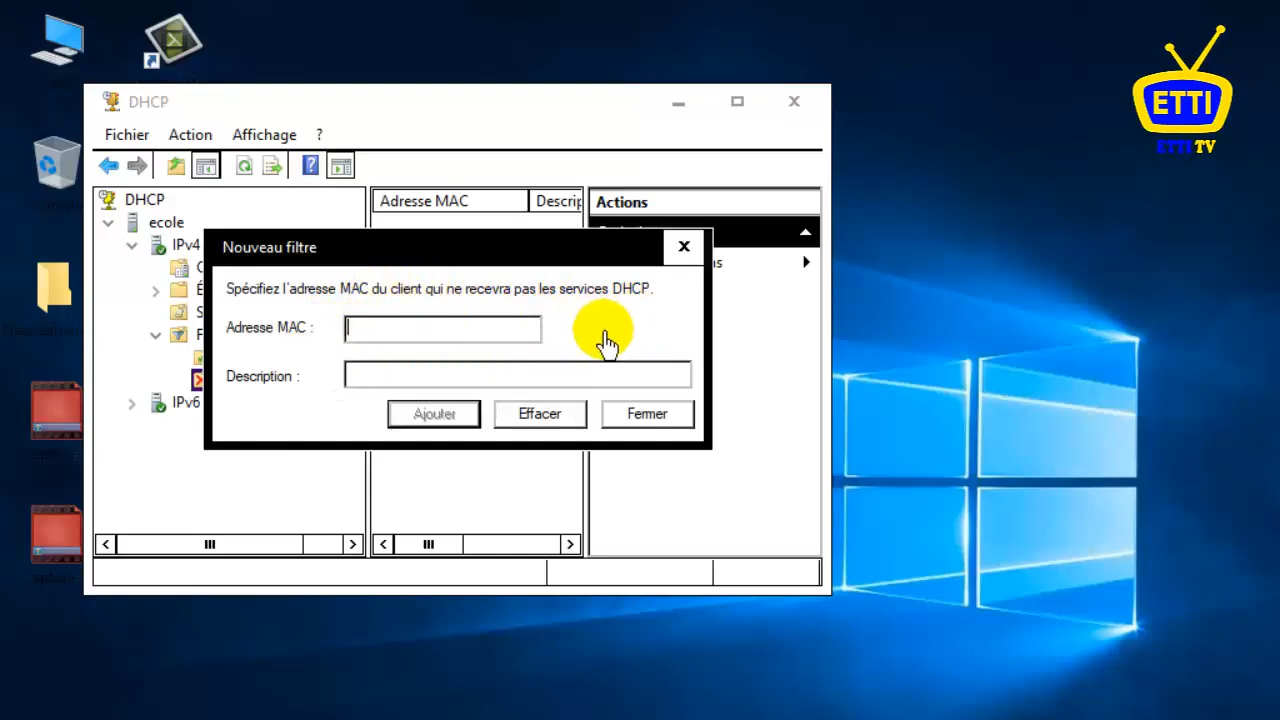 ETTI
ETTI TV
DHCP
Fichier Action Affichage ?
DHCP
ecole
IPv4
IPv6
Adresse MAC
Descrip
Actions
Nouveau filtre
Spécifiez l'adresse MAC du client qui ne recevra pas les services DHCP.
Adresse MAC :
Description :
Ajouter Effacer Fermer